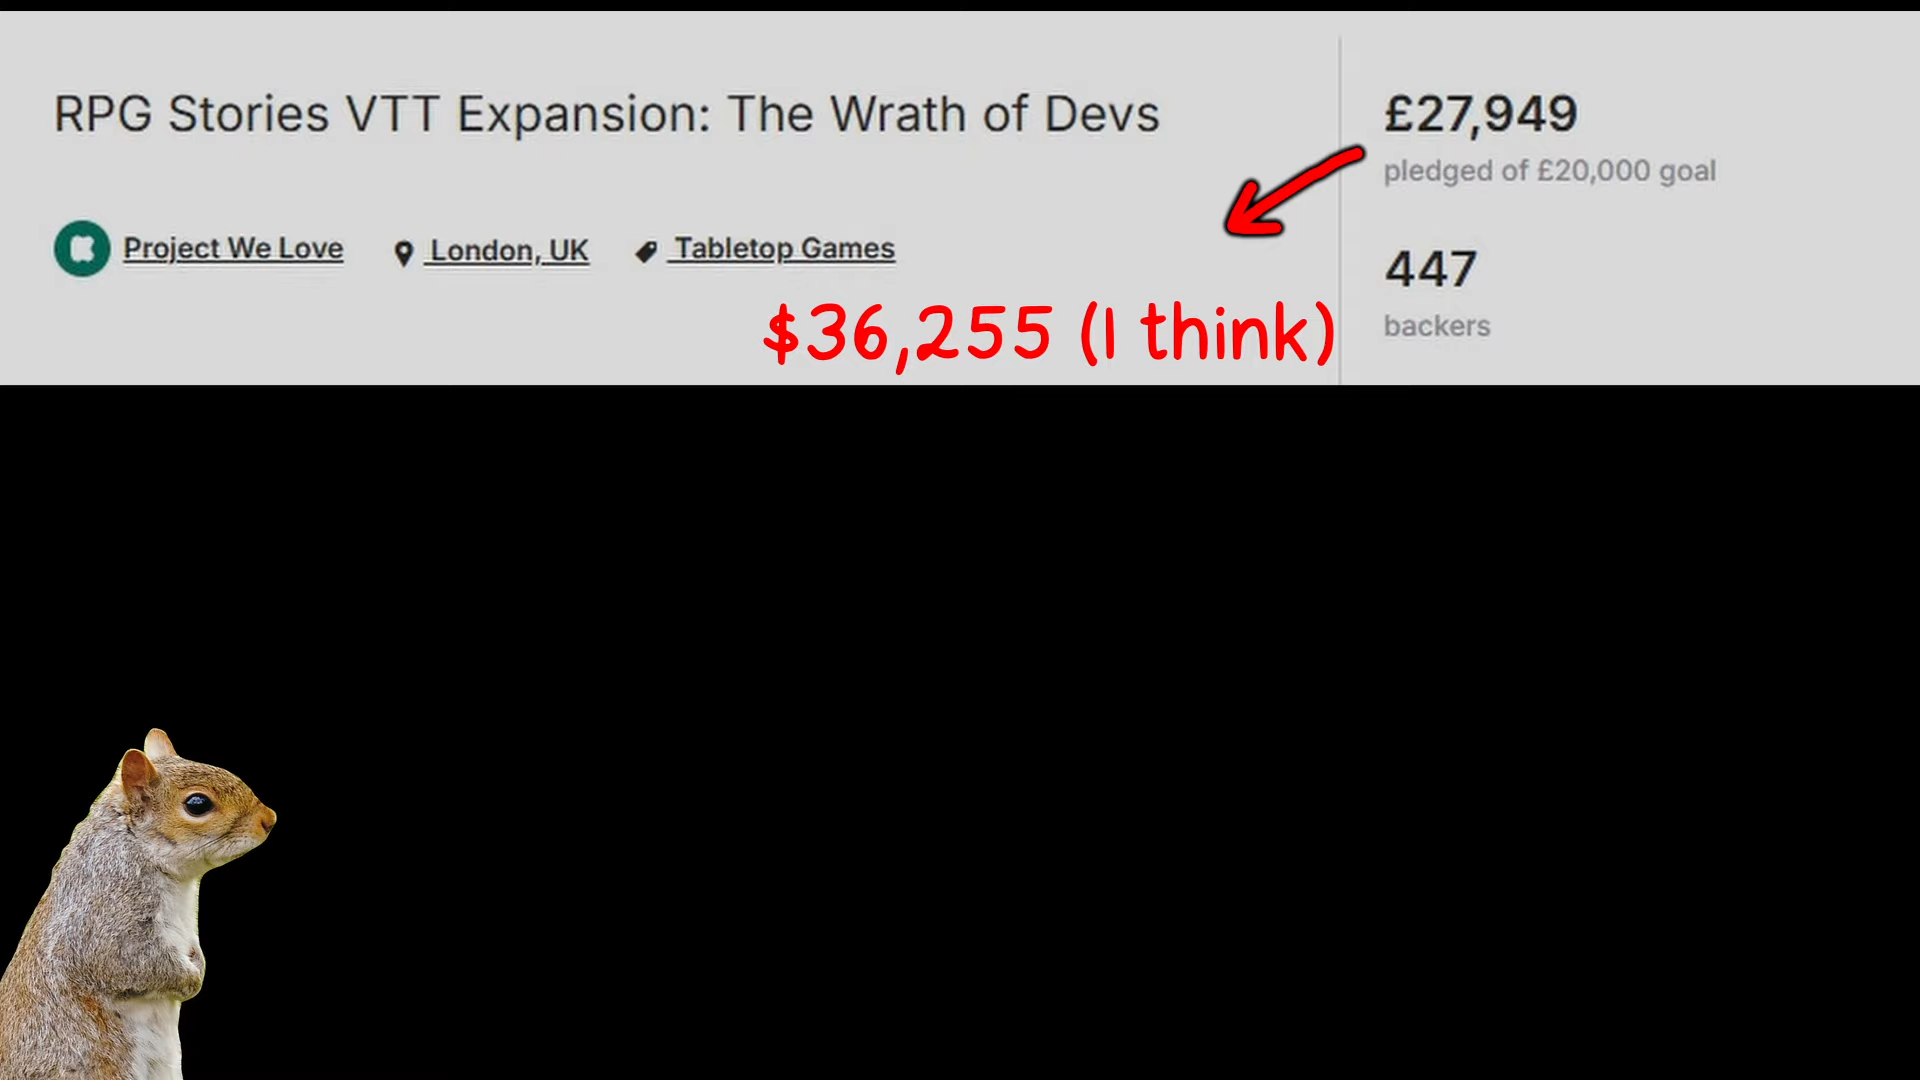 RPG Stories VTT Expansion: The Wrath of Devs
Project We Love
London, UK
Tabletop Games
£27,949
pledged of £20,000 goal
447
backers
$36,255 (I think)